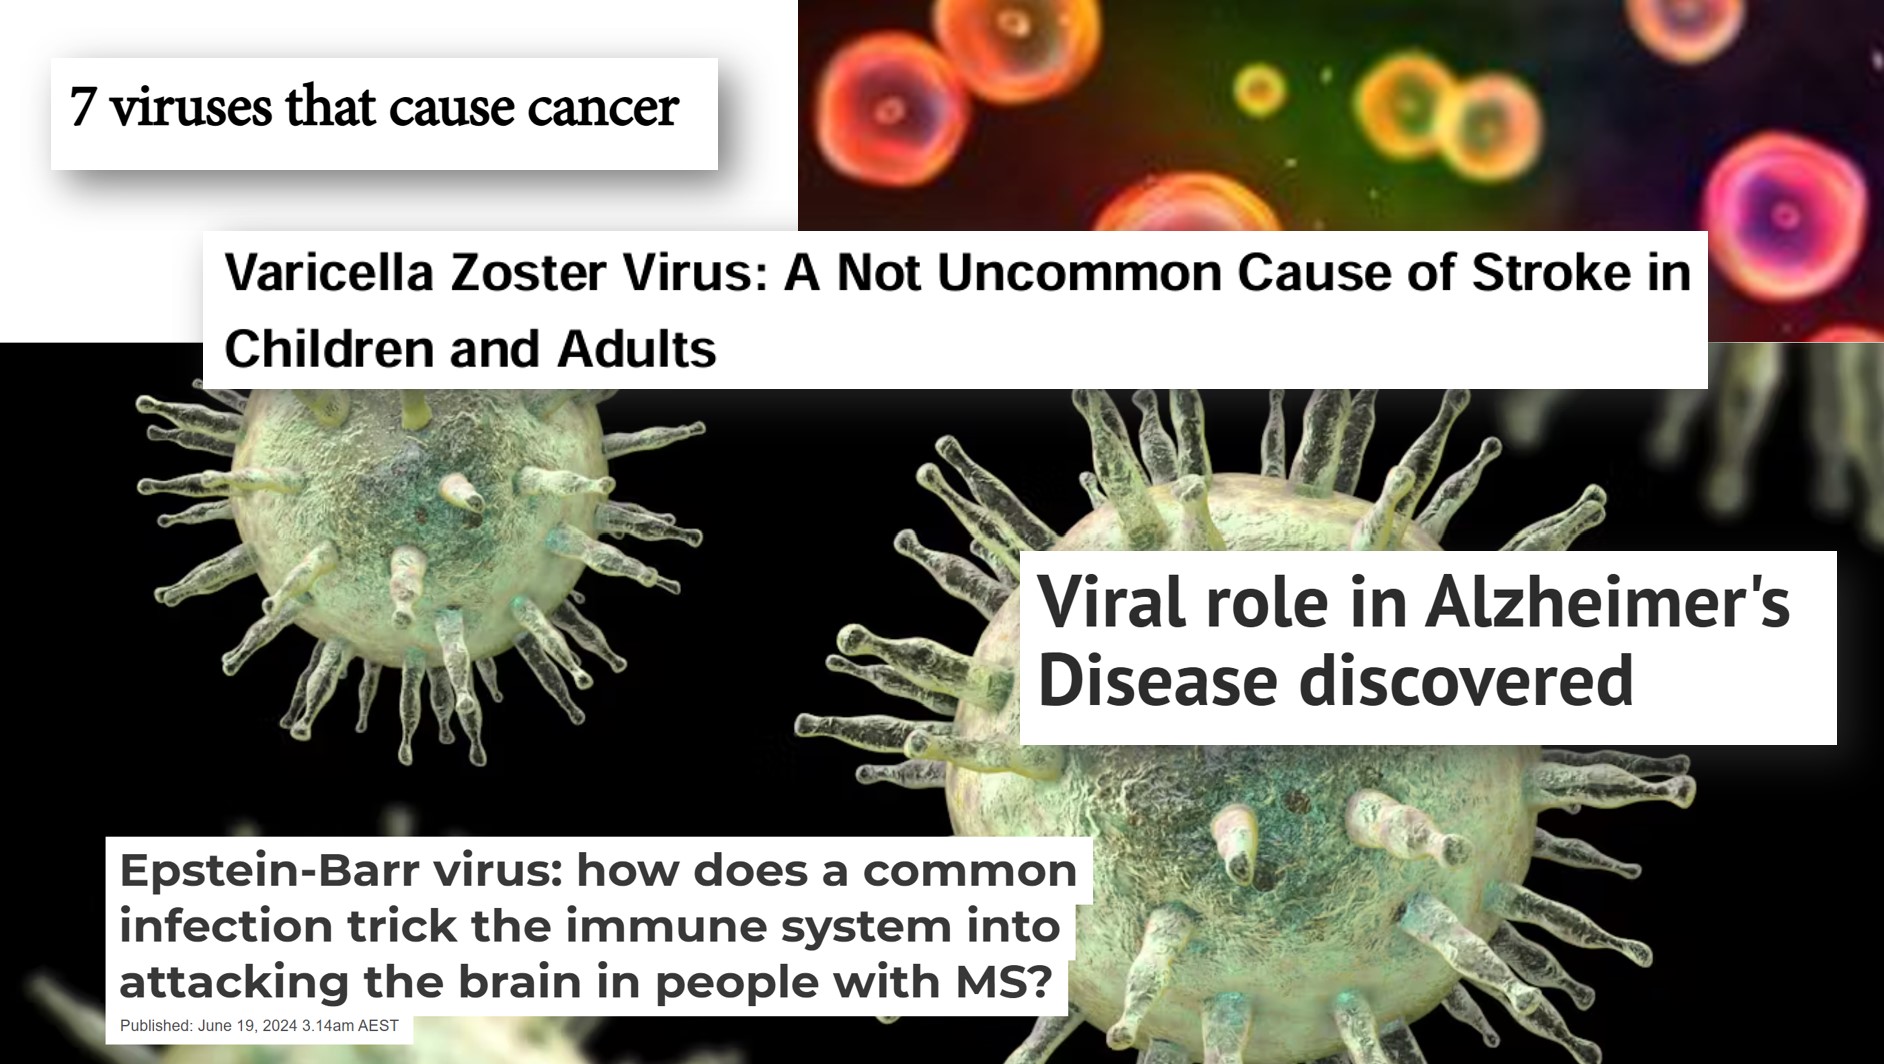 7 viruses that cause cancer
Varicella Zoster Virus: A Not Uncommon Cause of Stroke in
Children and Adults
Viral role in Alzheimer's
Disease discovered
Epstein-Barr virus: how does a common
infection trick the immune system into
attacking the brain in people with MS?
Published: June 19, 2024 3.14am AEST